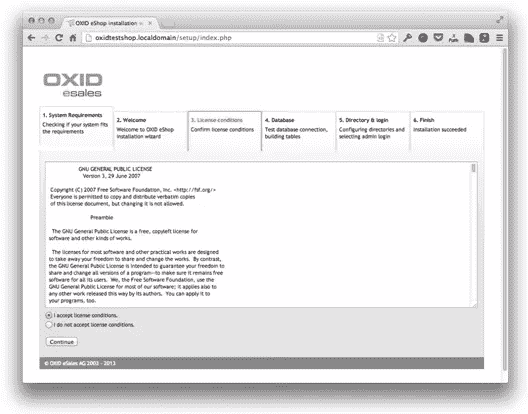 OXID eShop installation w
oxidtestshop.localdomain/setup/index.php
OXID
eSales
1. System Requirements
Checking if your system fits
the requirements
2. Welcome
Welcome to OXID eShop
installation wizard
3. License conditions
Confirm license conditions
4. Database
Test database connection,
building tables
5. Directory & login
Configuring directories and
selecting admin login
6. Finish
Installation succeeded
GNU GENERAL PUBLIC LICENSE
Version 3, 29 June 2007
Copyright (C) 2007 Free Software Foundation, Inc. <http://fsf.org/>
Everyone is permitted to copy and distribute verbatim copies
of this license document, but changing it is not allowed.
Preamble
The GNU General Public License is a free, copyleft license for
software and other kinds of works.
The licenses for most software and other practical works are designed
to take away your freedom to share and change the works. By contrast,
the GNU General Public License is intended to guarantee your freedom to
share and change all versions of a program--to make sure it remains free
software for all its users. We, the Free Software Foundation, use the
GNU General Public License for most of our software; it applies also to
any other work released this way by its authors. You can apply it to
your programs, too.
I accept license conditions.
I do not accept license conditions.
Continue
© OXID eSales AG 2003 - 2013